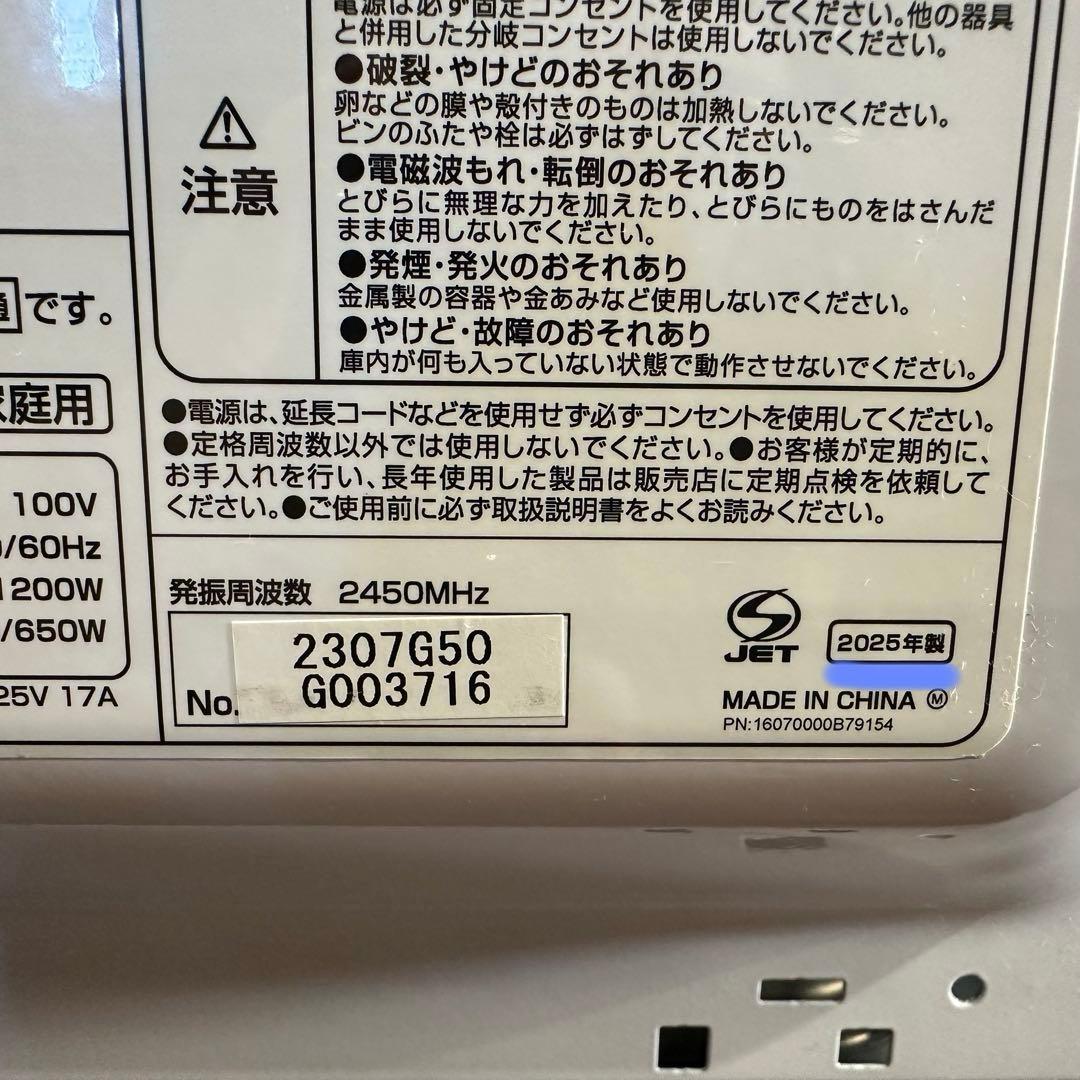 電源は必ず固定コンセントを使用してください。他の器具
と併用した分岐コンセントは使用しないでください。
●破裂・やけどのおそれあり
卵などの膜や殻付きのものは加熱しないでください。
ビンのふたや栓は必ずはずしてください。
注意
●電磁波もれ・転倒のおそれあり
とびらに無理な力を加えたり、とびらにものをはさんだ
まま使用しないでください。
●発煙・発火のおそれあり
金属製の容器や金あみなど使用しないでください。
●やけど・故障のおそれあり
庫内が何も入っていない状態で動作させないでください。
です。
家庭用
100V
/60Hz
1200W
/650W
25V 17A
●電源は、延長コードなどを使用せず必ずコンセントを使用してください。
●定格周波数以外では使用しないでください。●お客様が定期的に、
お手入れを行い、長年使用した製品は販売店に定期点検を依頼して
ください。●ご使用前に必ず取扱説明書をよくお読みください。
発振周波数 2450MHz
2307G50
No. G003716
JET
2025年製
MADE IN CHINA Ⓜ
PN:16070000B79154